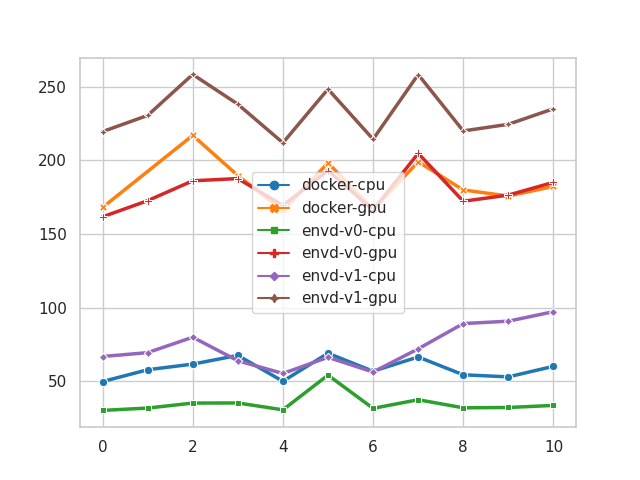 250
200
150
100
50
docker-cpu
docker-gpu
envd-v0-cpu
envd-v0-gpu
envd-v1-cpu
envd-v1-gpu
0 2 4 6 8 10